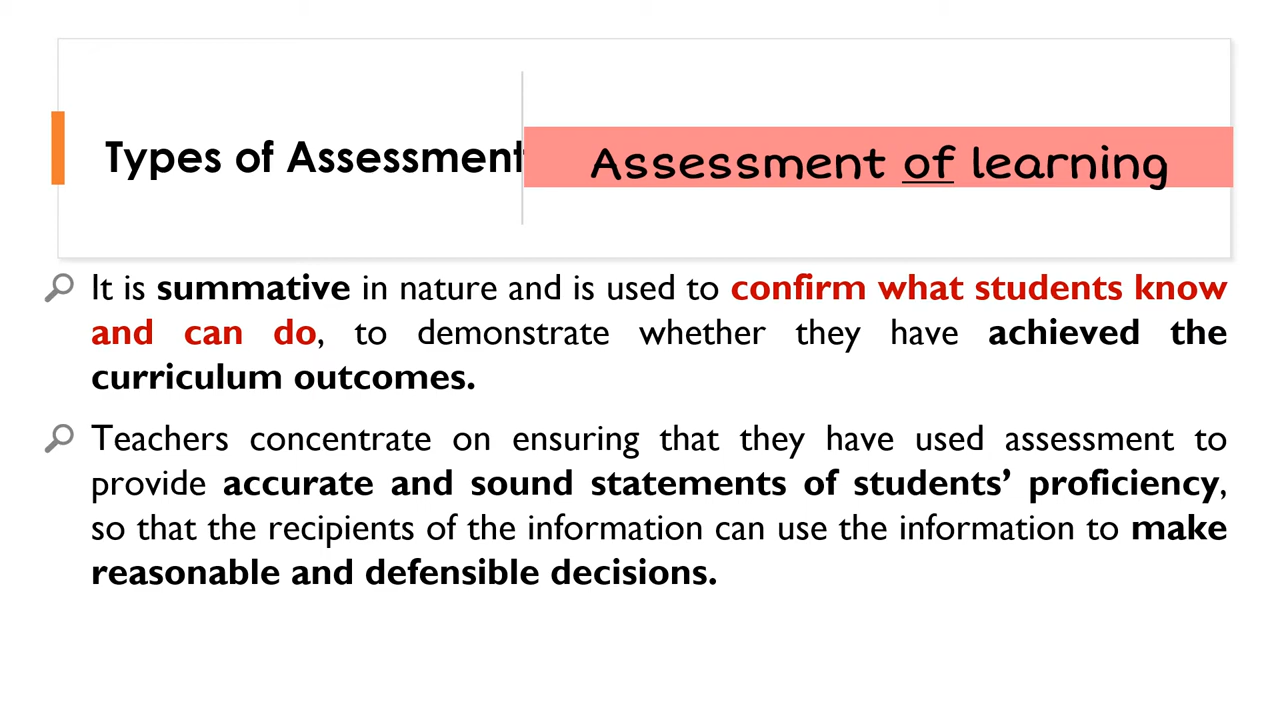 Types of Assessment
Assessment of learning
It is summative in nature and is used to confirm what students know
and can do, to demonstrate whether they have achieved the
curriculum outcomes.
Teachers concentrate on ensuring that they have used assessment to
provide accurate and sound statements of students’ proficiency,
so that the recipients of the information can use the information to make
reasonable and defensible decisions.